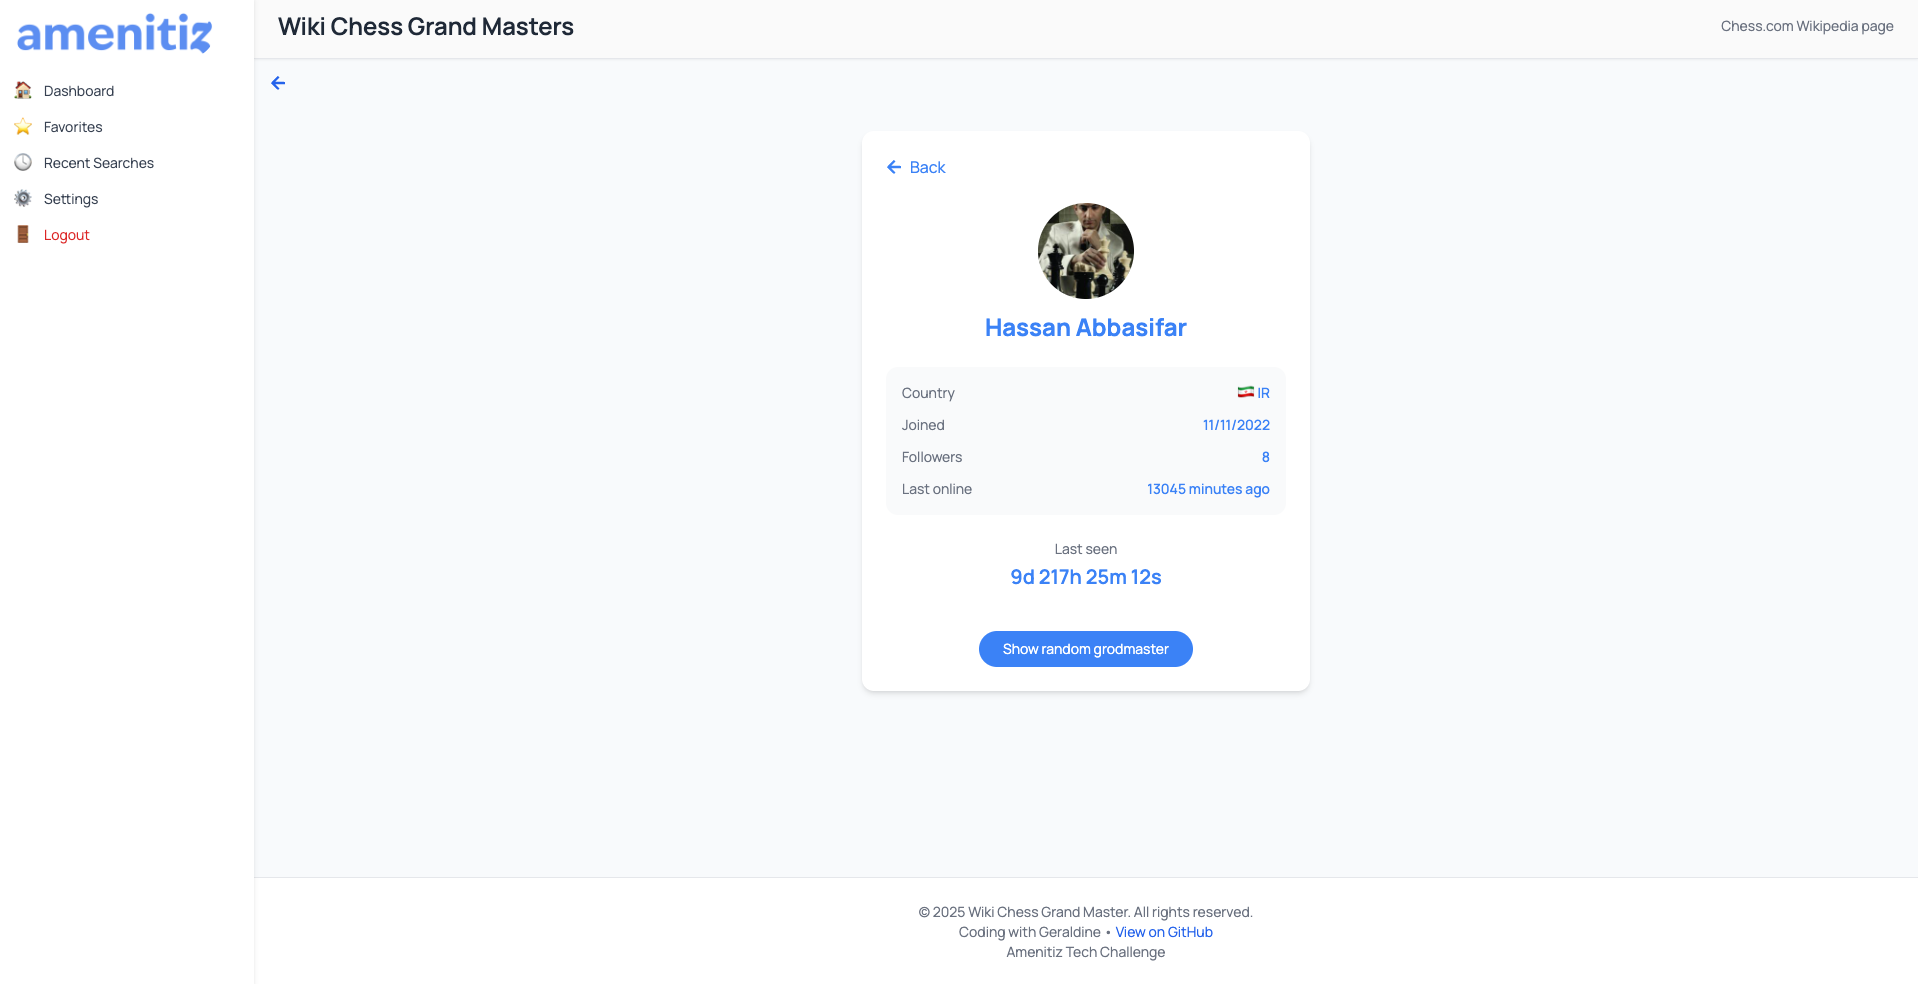 amenitiz
Wiki Chess Grand Masters
Chess.com Wikipedia page
Dashboard
Favorites
Recent Searches
Settings
Logout
Back
Hassan Abbasifar
Country IR
Joined 11/11/2022
Followers 8
Last online 13045 minutes ago
Last seen
9d 217h 25m 12s
Show random grodmaster
© 2025 Wiki Chess Grand Master. All rights reserved.
Coding with Geraldine • View on GitHub
Amenitiz Tech Challenge